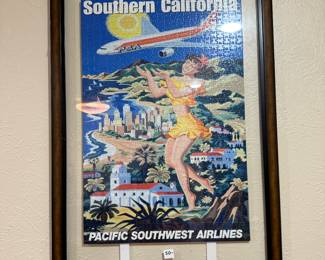 Southern California
PACIFIC SOUTHWEST AIRLINES